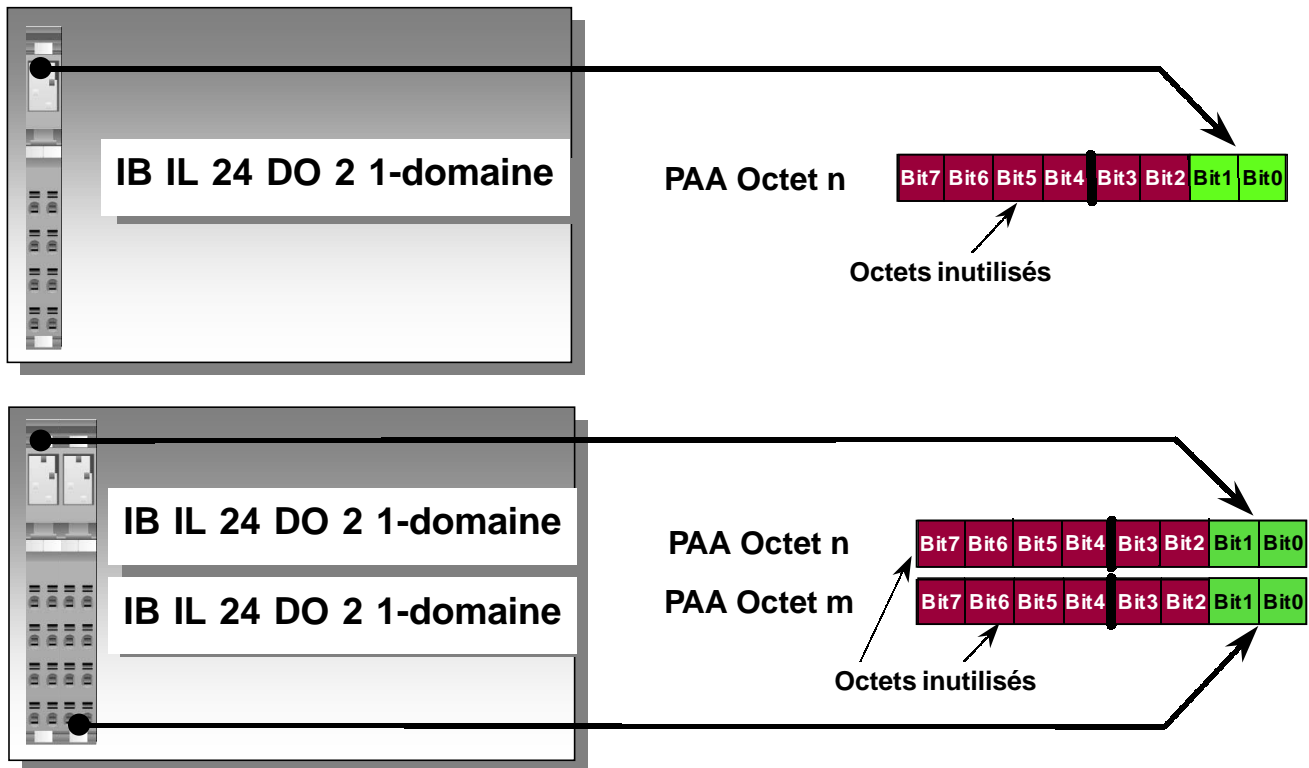 IB IL 24 DO 2 1-domaine
PAA Octet n
Bit7 Bit6 Bit5 Bit4 Bit3 Bit2 Bit1 Bit0
Octets inutilisés
IB IL 24 DO 2 1-domaine
IB IL 24 DO 2 1-domaine
PAA Octet n
Bit7 Bit6 Bit5 Bit4 Bit3 Bit2 Bit1 Bit0
PAA Octet m
Bit7 Bit6 Bit5 Bit4 Bit3 Bit2 Bit1 Bit0
Octets inutilisés